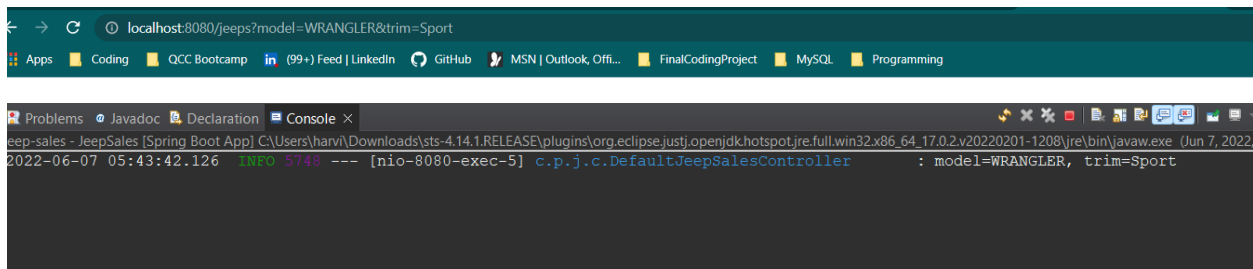 localhost:8080/jeeps?model=WRANGLER&trim=Sport
Apps Coding QCC Bootcamp in (99+) Feed | LinkedIn GitHub MSN | Outlook, Offi... FinalCodingProject MySQL Programming
Problems Javadoc Declaration Console
eep-sales - JeepSales [Spring Boot App] C:\Users\harvi\Downloads\sts-4.14.1.RELEASE\plugins\org.eclipse.justj.openjdk.hotspot.jre.full.win32.x86_64_17.0.2.v20220201-1208\jre\bin\javaw.exe (Jun 7, 2022,
2022-06-07 05:43:42.126 INFO 5748 --- [nio-8080-exec-5] c.p.j.c.DefaultJeepSalesController : model=WRANGLER, trim=Sport